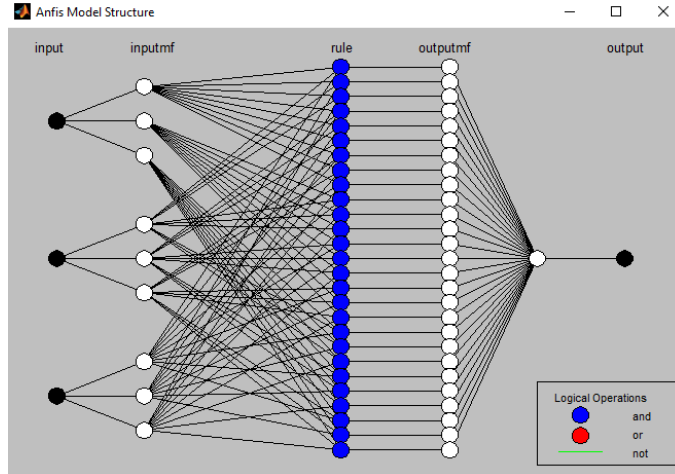 Anfis Model Structure
input inputmf rule outputmf output
Logical Operations
and
or
not